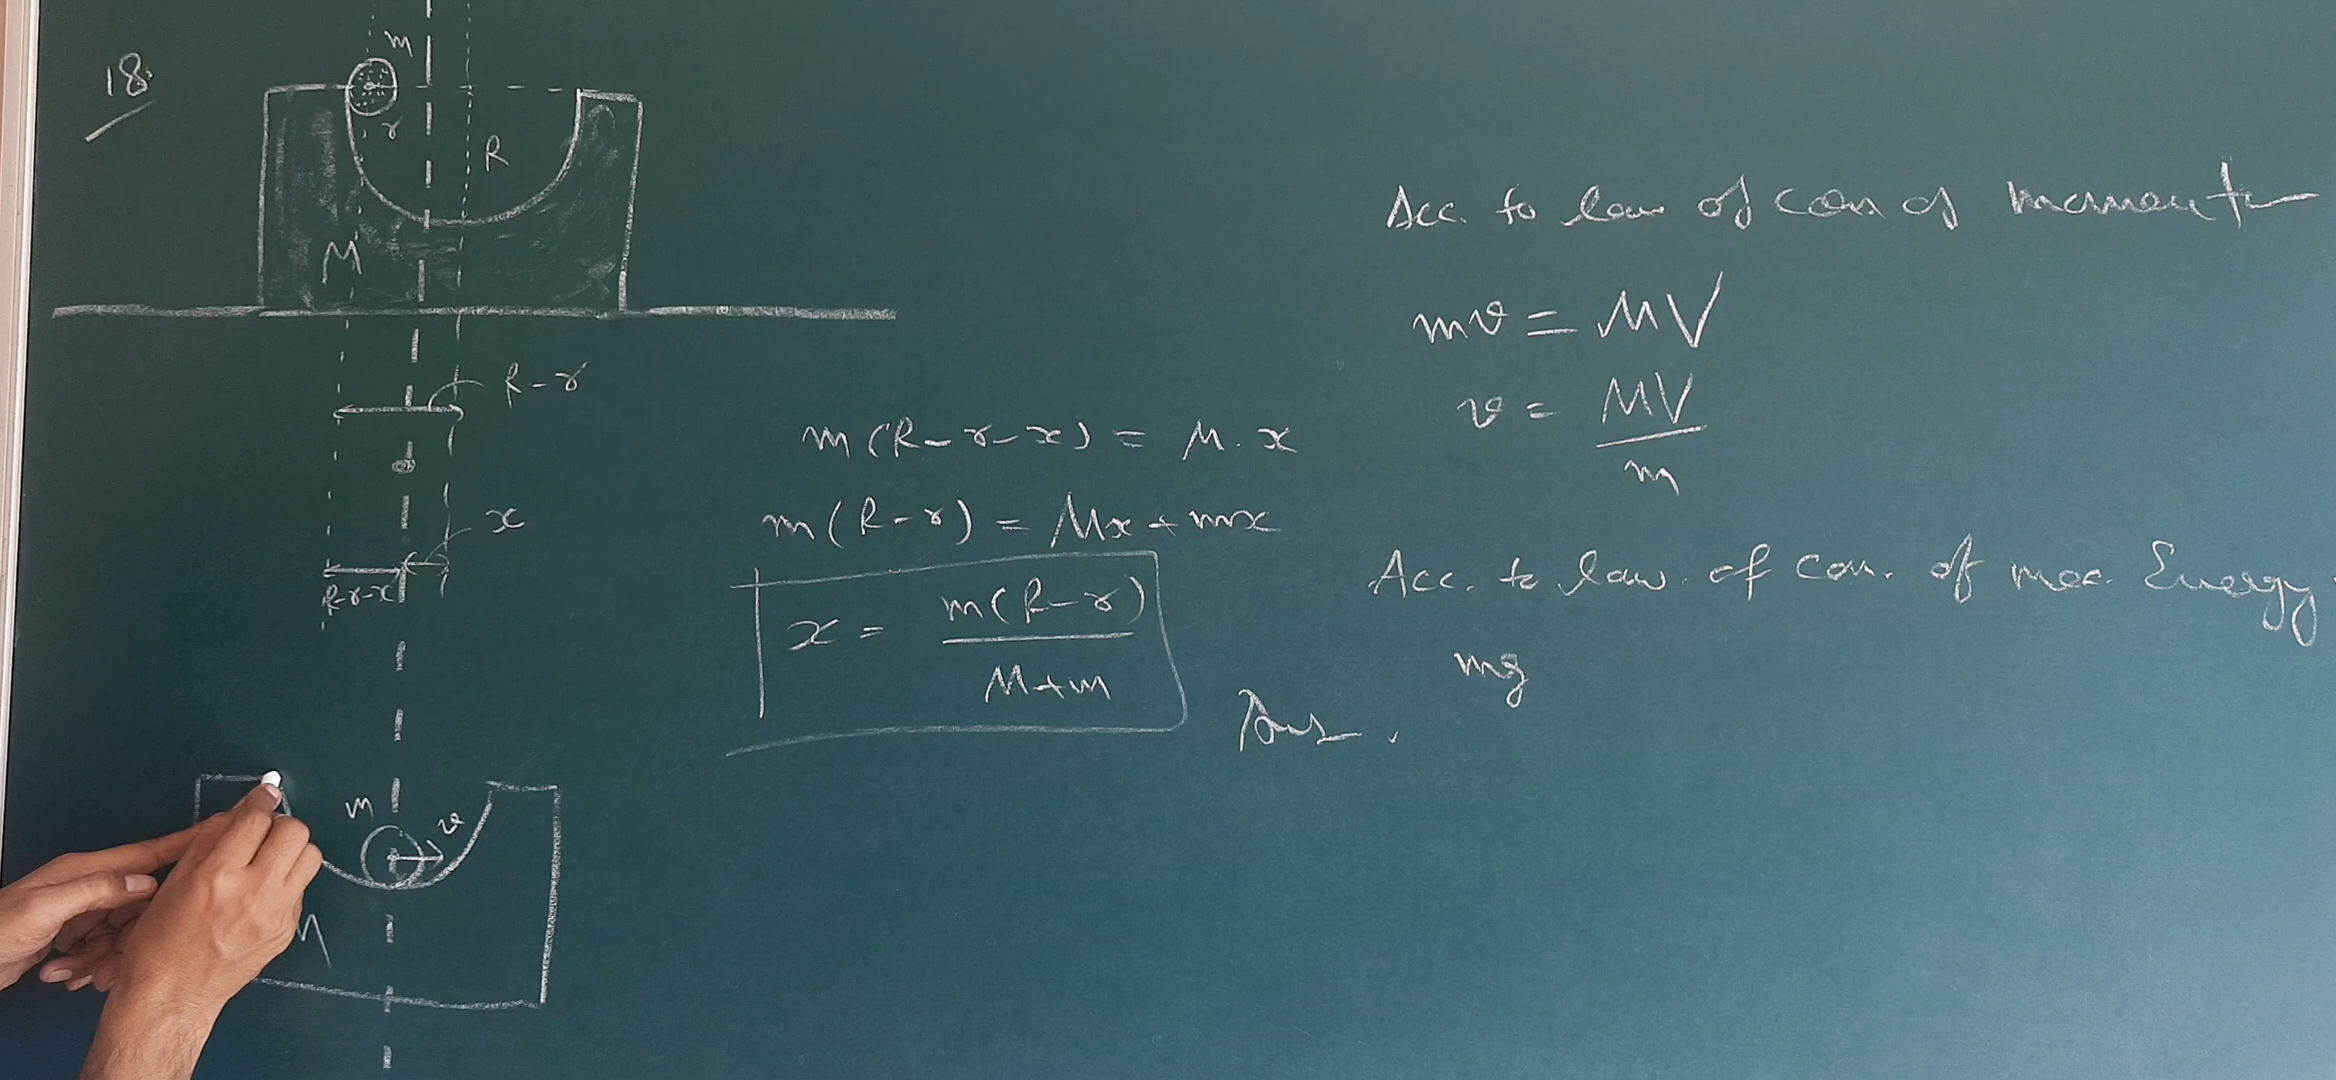 18.
m
r
R
M
R-r
x
R-r-x
m(R-r-x) = M.x
m(R-r) = Mx+mx
x = m(R-r) / M+m
Ans.
Acc. to law of con of momentu
mv = MV
v = MV / m
Acc. to law. of con. of mec. Energy.
mg
m
v
M